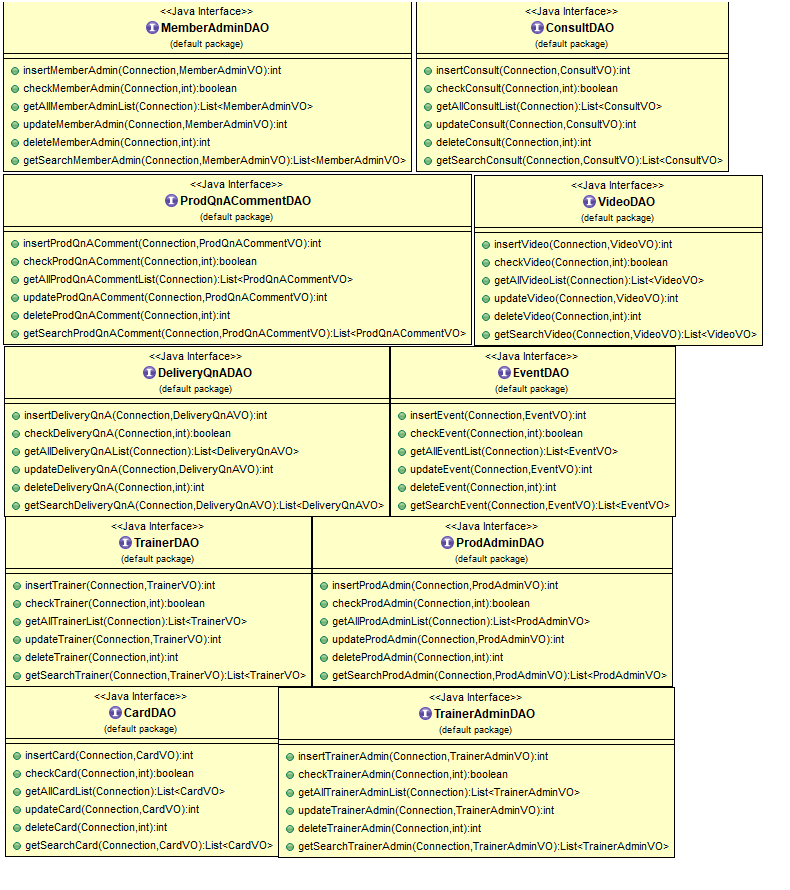 <<Java Interface>>
MemberAdminDAO
(default package)
insertMemberAdmin(Connection,MemberAdminVO):int
checkMemberAdmin(Connection,int):boolean
getAllMemberAdminList(Connection):List<MemberAdminVO>
updateMemberAdmin(Connection,MemberAdminVO):int
deleteMemberAdmin(Connection,int):int
getSearchMemberAdmin(Connection,MemberAdminVO):List<MemberAdminVO>
<<Java Interface>>
ConsultDAO
(default package)
insertConsult(Connection,ConsultVO):int
checkConsult(Connection,int):boolean
getAllConsultList(Connection):List<ConsultVO>
updateConsult(Connection,ConsultVO):int
deleteConsult(Connection,int):int
getSearchConsult(Connection,ConsultVO):List<ConsultVO>
<<Java Interface>>
ProdQnACommentDAO
(default package)
insertProdQnAComment(Connection,ProdQnACommentVO):int
checkProdQnAComment(Connection,int):boolean
getAllProdQnACommentList(Connection):List<ProdQnACommentVO>
updateProdQnAComment(Connection,ProdQnACommentVO):int
deleteProdQnAComment(Connection,int):int
getSearchProdQnAComment(Connection,ProdQnACommentVO):List<ProdQnACommentVO>
<<Java Interface>>
VideoDAO
(default package)
insertVideo(Connection,VideoVO):int
checkVideo(Connection,int):boolean
getAllVideoList(Connection):List<VideoVO>
updateVideo(Connection,VideoVO):int
deleteVideo(Connection,int):int
getSearchVideo(Connection,VideoVO):List<VideoVO>
<<Java Interface>>
DeliveryQnADAO
(default package)
insertDeliveryQnA(Connection,DeliveryQnAVO):int
checkDeliveryQnA(Connection,int):boolean
getAllDeliveryQnAList(Connection):List<DeliveryQnAVO>
updateDeliveryQnA(Connection,DeliveryQnAVO):int
deleteDeliveryQnA(Connection,int):int
getSearchDeliveryQnA(Connection,DeliveryQnAVO):List<DeliveryQnAVO>
<<Java Interface>>
EventDAO
(default package)
insertEvent(Connection,EventVO):int
checkEvent(Connection,int):boolean
getAllEventList(Connection):List<EventVO>
updateEvent(Connection,EventVO):int
deleteEvent(Connection,int):int
getSearchEvent(Connection,EventVO):List<EventVO>
<<Java Interface>>
TrainerDAO
(default package)
insertTrainer(Connection,TrainerVO):int
checkTrainer(Connection,int):boolean
getAllTrainerList(Connection):List<TrainerVO>
updateTrainer(Connection,TrainerVO):int
deleteTrainer(Connection,int):int
getSearchTrainer(Connection,TrainerVO):List<TrainerVO>
<<Java Interface>>
ProdAdminDAO
(default package)
insertProdAdmin(Connection,ProdAdminVO):int
checkProdAdmin(Connection,int):boolean
getAllProdAdminList(Connection):List<ProdAdminVO>
updateProdAdmin(Connection,ProdAdminVO):int
deleteProdAdmin(Connection,int):int
getSearchProdAdmin(Connection,ProdAdminVO):List<ProdAdminVO>
<<Java Interface>>
CardDAO
(default package)
insertCard(Connection,CardVO):int
checkCard(Connection,int):boolean
getAllCardList(Connection):List<CardVO>
updateCard(Connection,CardVO):int
deleteCard(Connection,int):int
getSearchCard(Connection,CardVO):List<CardVO>
<<Java Interface>>
TrainerAdminDAO
(default package)
insertTrainerAdmin(Connection,TrainerAdminVO):int
checkTrainerAdmin(Connection,int):boolean
getAllTrainerAdminList(Connection):List<TrainerAdminVO>
updateTrainerAdmin(Connection,TrainerAdminVO):int
deleteTrainerAdmin(Connection,int):int
getSearchTrainerAdmin(Connection,TrainerAdminVO):List<TrainerAdminVO>